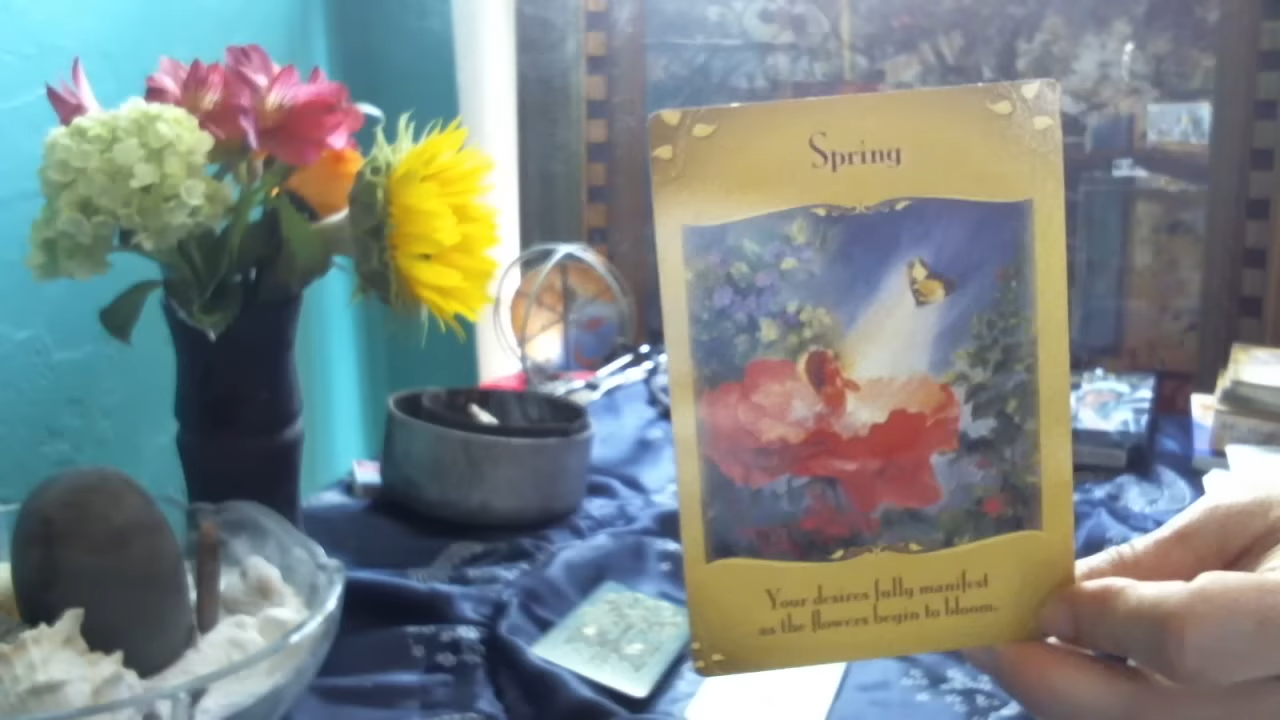 Spring
Your desires fully manifest
as the flowers begin to bloom.